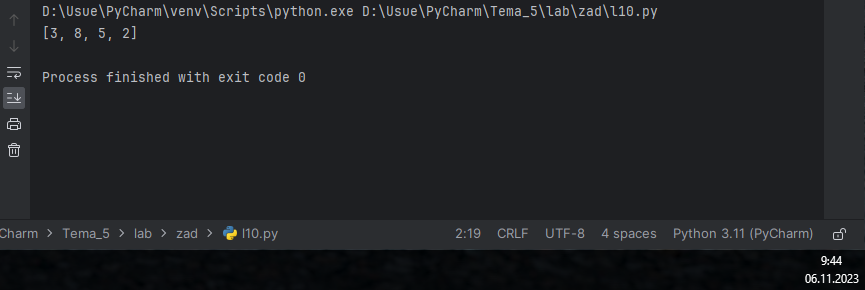 D:\Usue\PyCharm\venv\Scripts\python.exe D:\Usue\PyCharm\Tema_5\lab\zad\l10.py
[3, 8, 5, 2]
Process finished with exit code 0
Charm > Tema_5 > lab > zad > l10.py 2:19 CRLF UTF-8 4 spaces Python 3.11 (PyCharm)
9:44
06.11.2023